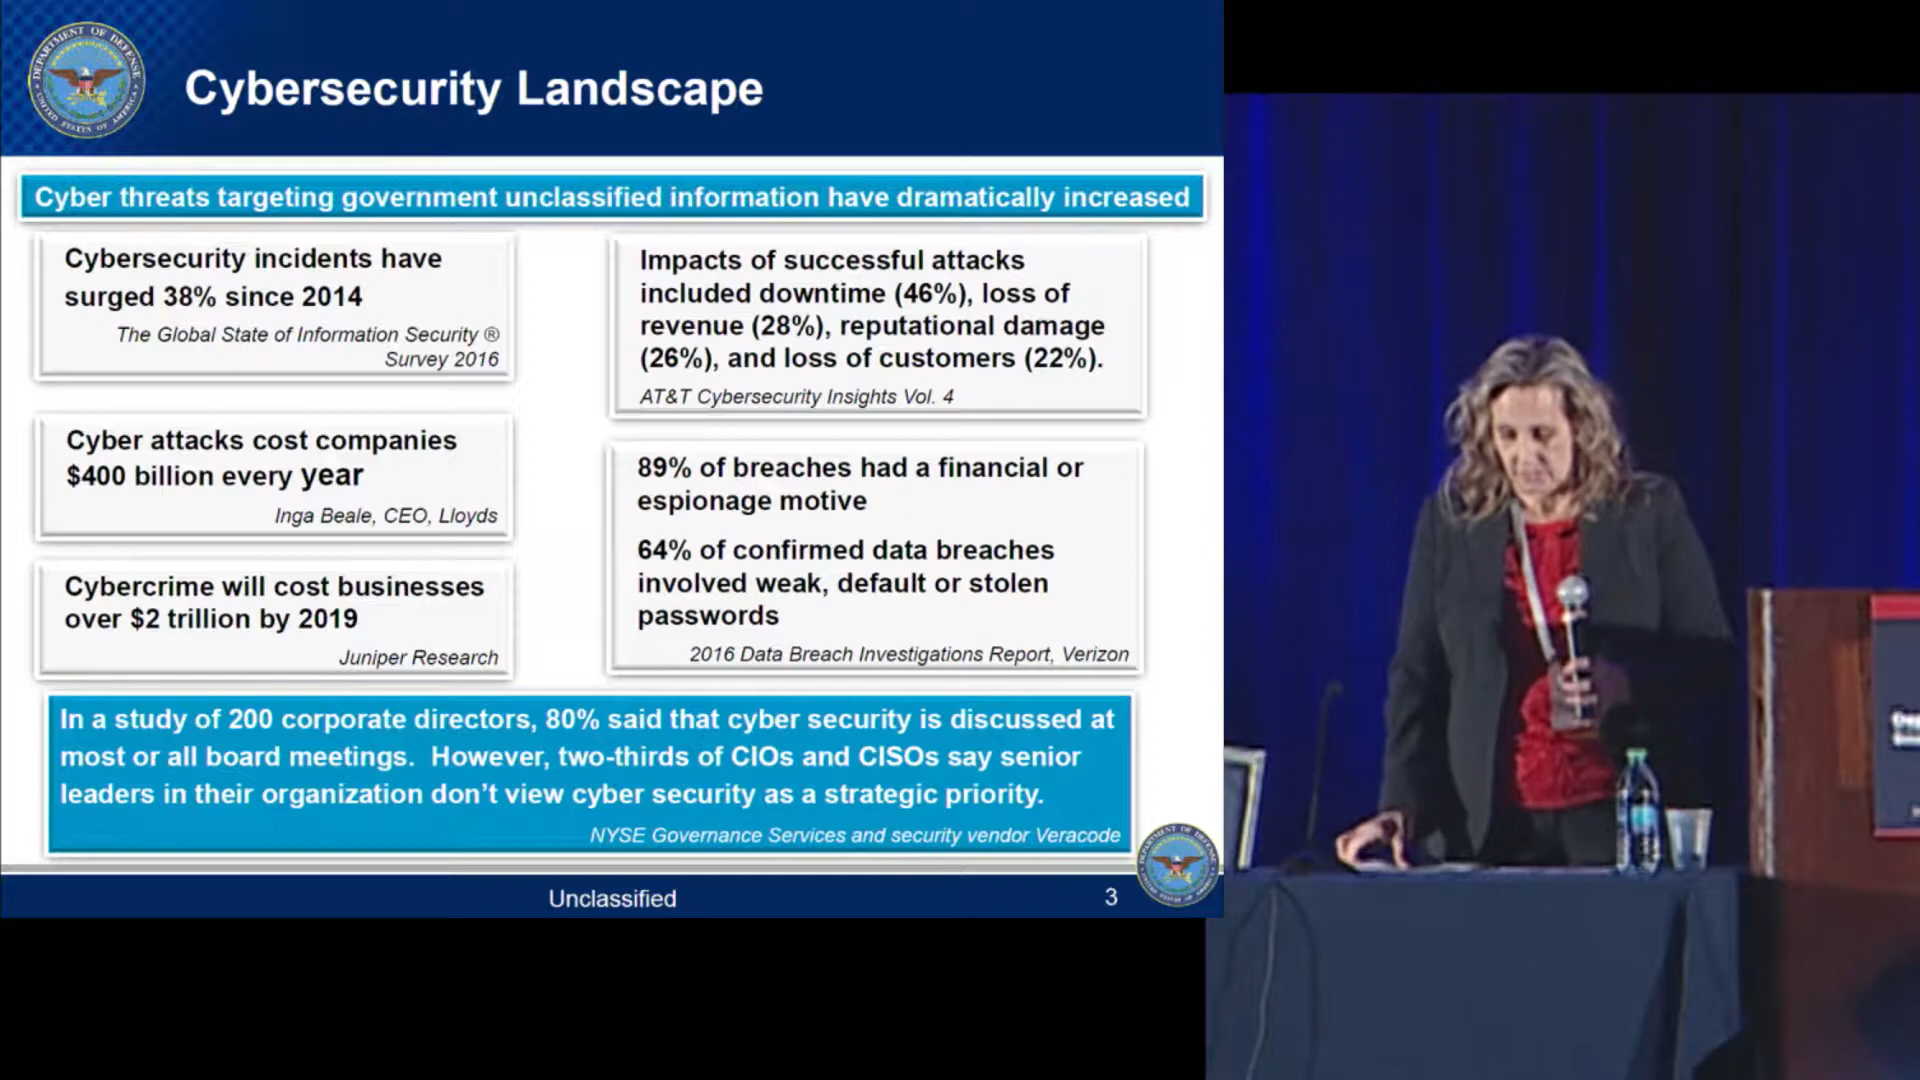 DEPARTMENT OF DEFENSE
UNITED STATES OF AMERICA
Cybersecurity Landscape
Cyber threats targeting government unclassified information have dramatically increased
Cybersecurity incidents have
surged 38% since 2014
The Global State of Information Security ®
Survey 2016
Cyber attacks cost companies
$400 billion every year
Inga Beale, CEO, Lloyds
Cybercrime will cost businesses
over $2 trillion by 2019
Juniper Research
Impacts of successful attacks
included downtime (46%), loss of
revenue (28%), reputational damage
(26%), and loss of customers (22%).
AT&T Cybersecurity Insights Vol. 4
89% of breaches had a financial or
espionage motive
64% of confirmed data breaches
involved weak, default or stolen
passwords
2016 Data Breach Investigations Report, Verizon
In a study of 200 corporate directors, 80% said that cyber security is discussed at
most or all board meetings.  However, two-thirds of CIOs and CISOs say senior
leaders in their organization don’t view cyber security as a strategic priority.
NYSE Governance Services and security vendor Veracode
Unclassified
3